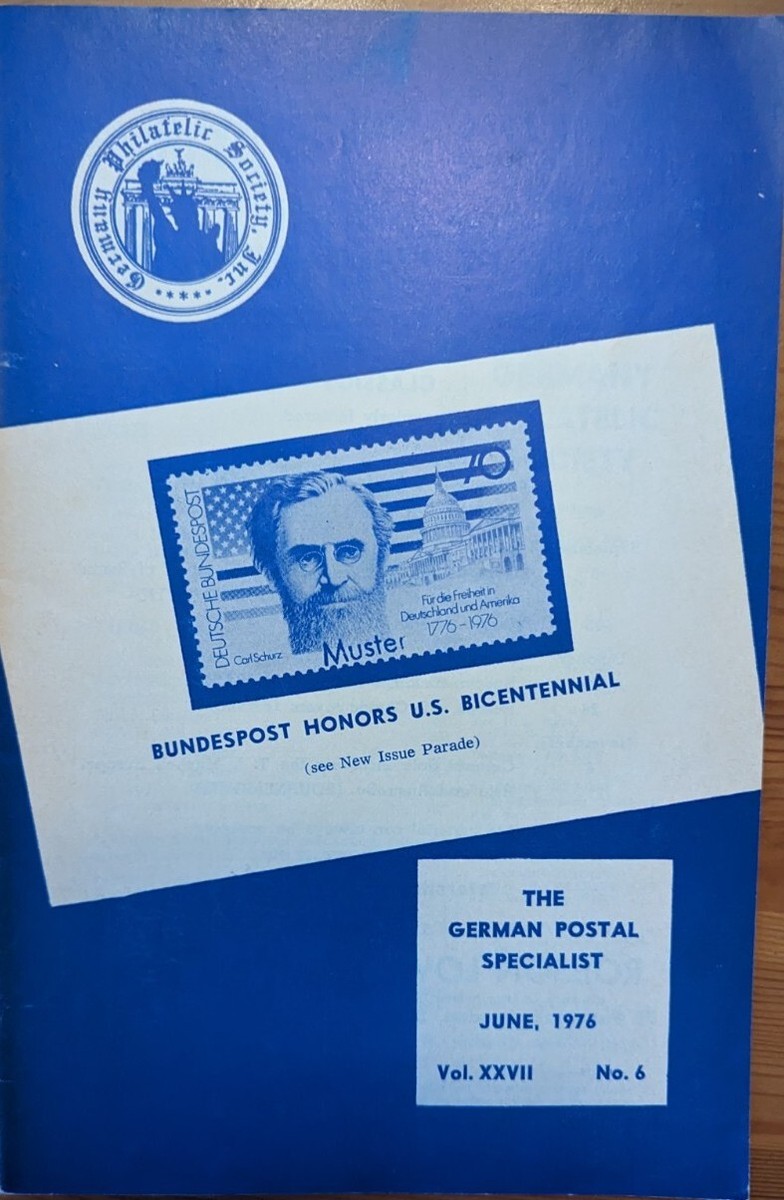 Germany Philatelic Society, Inc.
DEUTSCHE BUNDESPOST
70
Für die Freiheit in
Deutschland und Amerika
1776-1976
Carl Schurz
Muster
BUNDESPOST HONORS U.S. BICENTENNIAL
(see New Issue Parade)
THE
GERMAN POSTAL
SPECIALIST
JUNE, 1976
Vol. XXVII No. 6